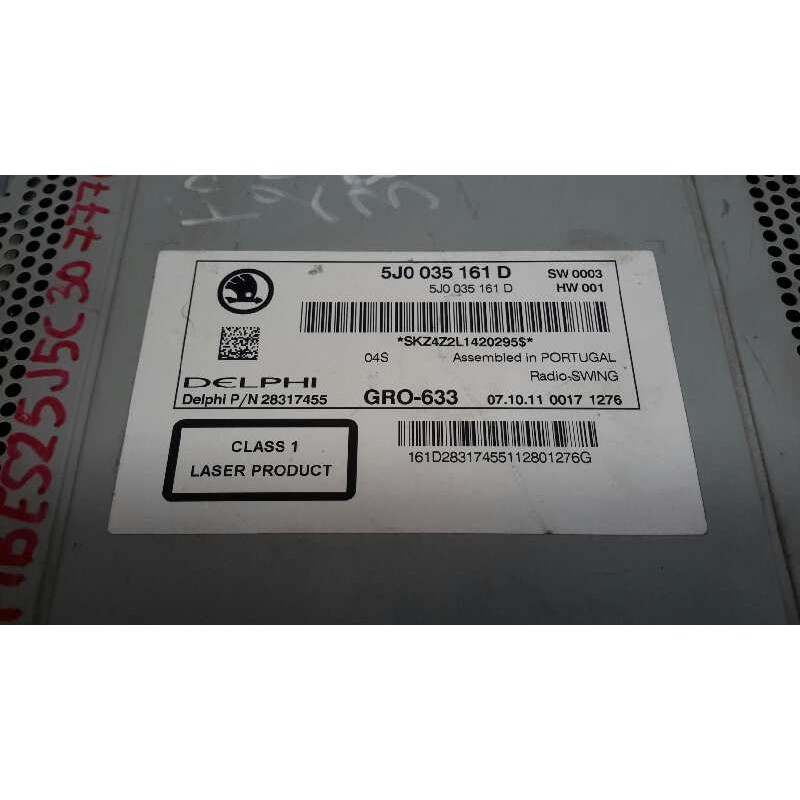 5J0 035 161 D SW 0003
5J0 035 161 D HW 001
*SKZ4Z2L1420295$*
04S Assembled in PORTUGAL
Radio-SWING
DELPHI
Delphi P/N 28317455 GRO-633 07.10.11 0017 1276
CLASS 1
LASER PRODUCT
161D28317455112801276G